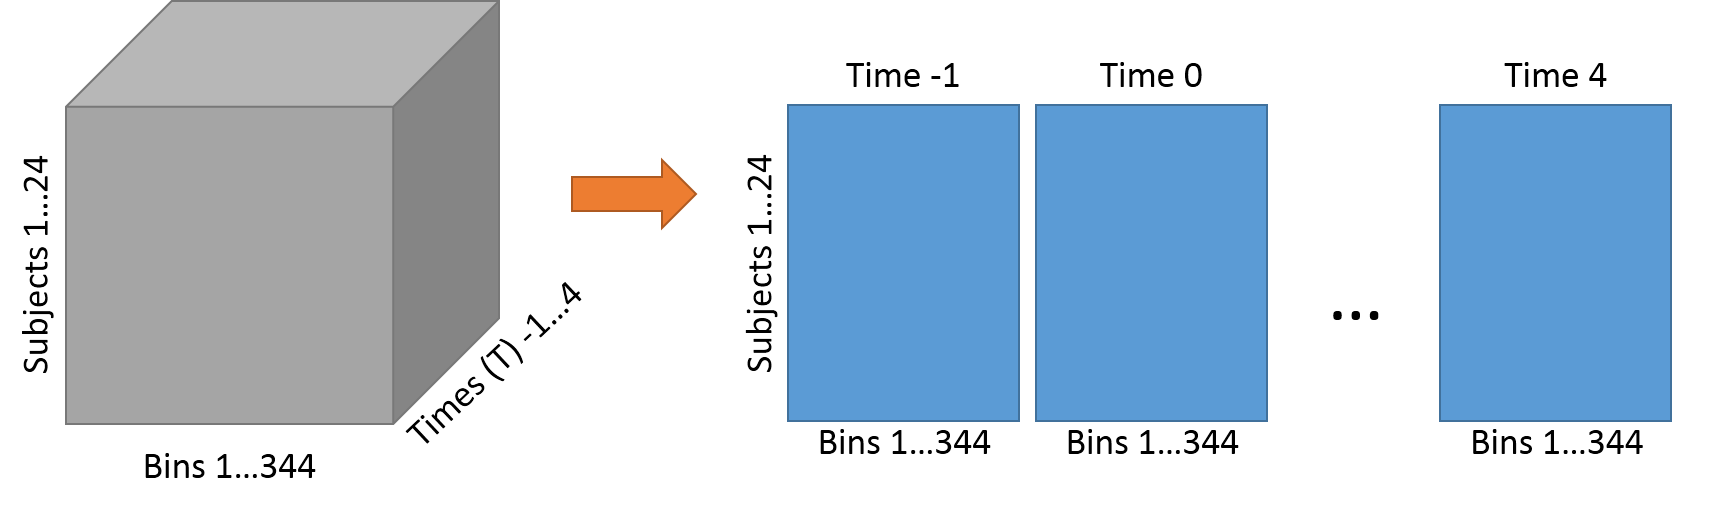 Subjects 1...24
Bins 1...344
Times (T) -1...4
Time -1
Time 0
Time 4
Subjects 1...24
...
Bins 1...344
Bins 1...344
Bins 1...344